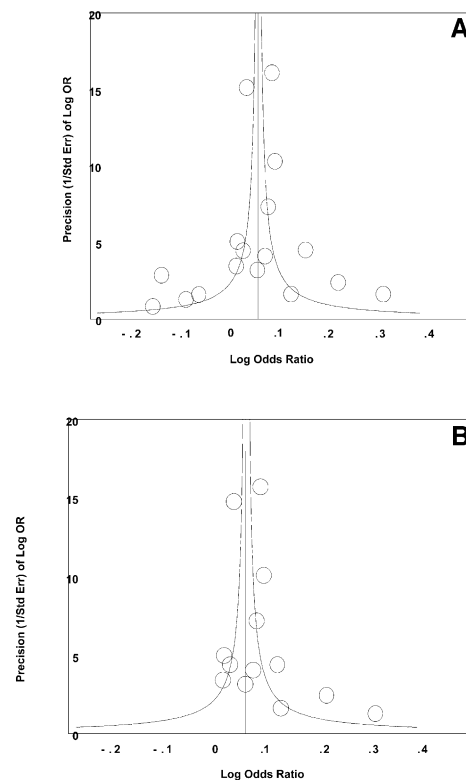 A
20
15
10
5
0
Precision (1/Std Err) of Log OR
-.2 -.1 0 .1 .2 .3 .4
Log Odds Ratio
B
20
15
10
5
0
Precision (1/Std Err) of Log OR
-.2 -.1 0 .1 .2 .3 .4
Log Odds Ratio